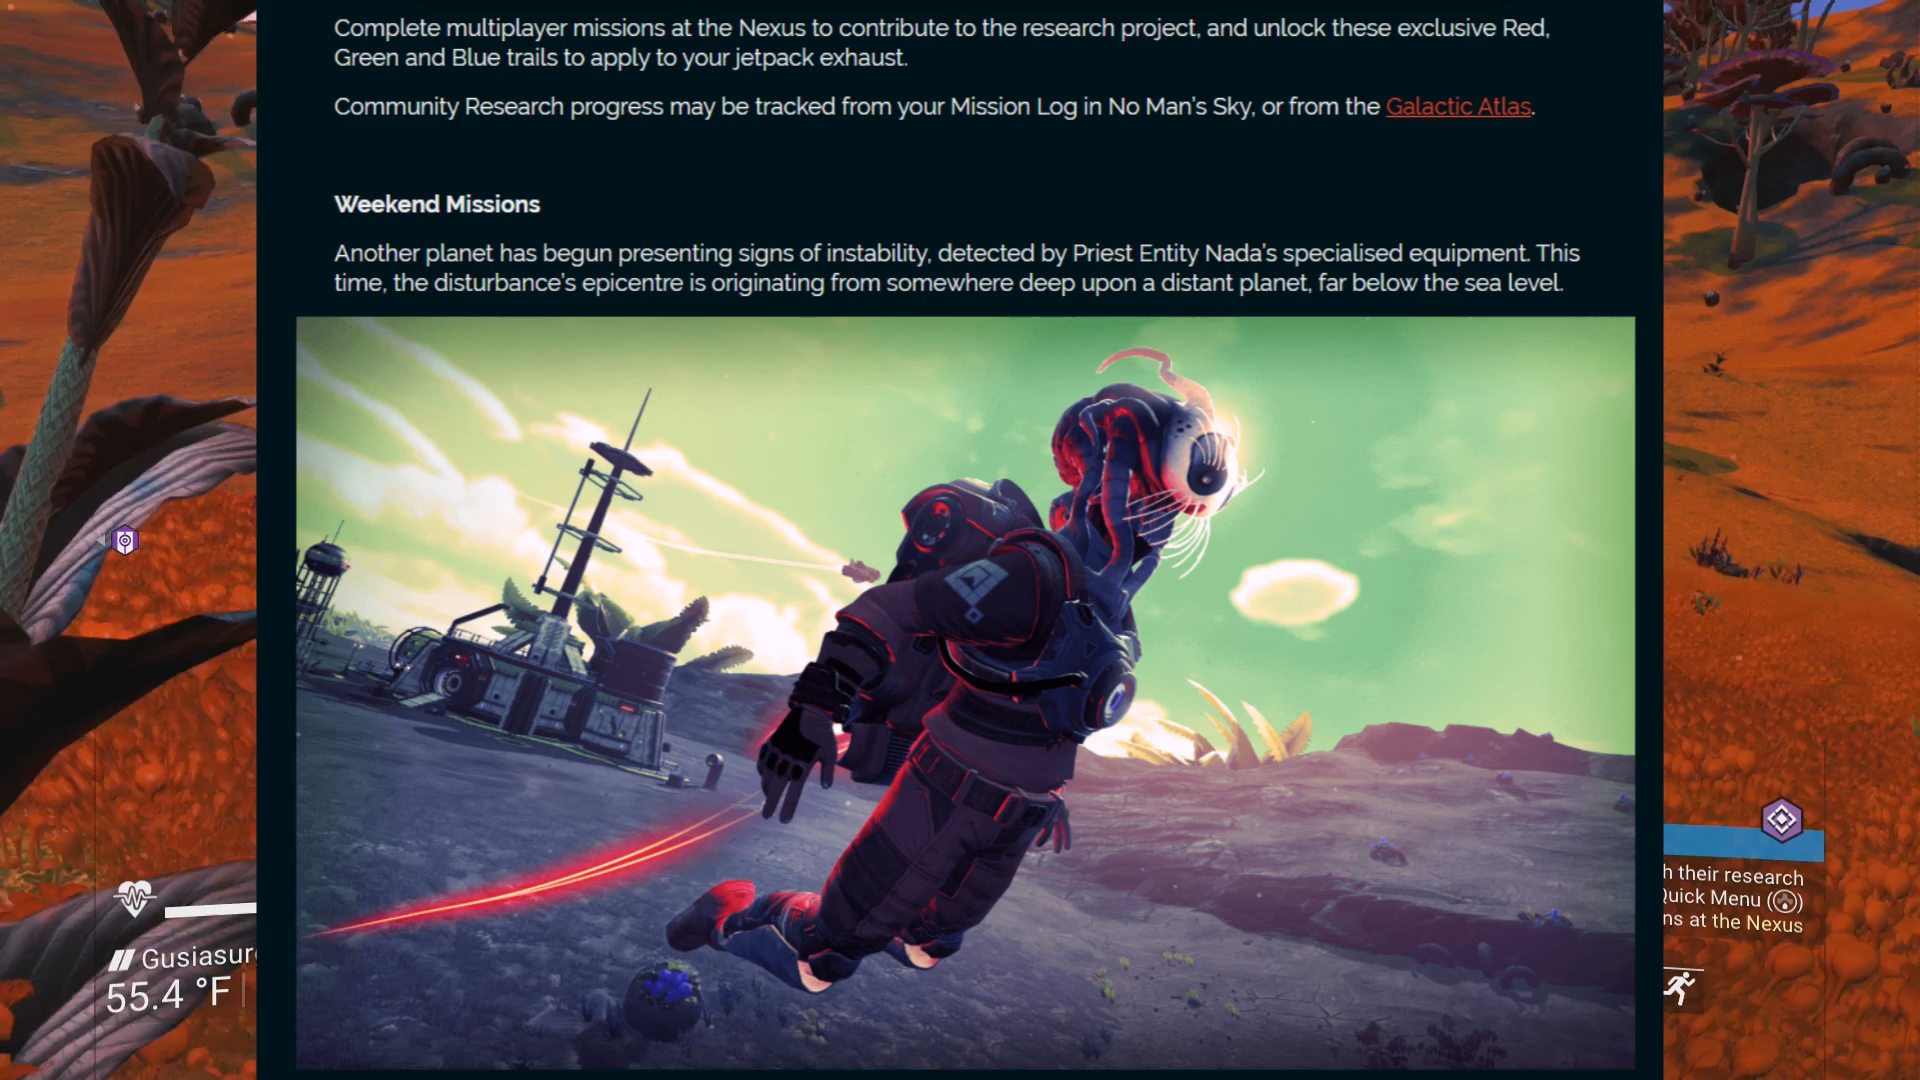 Complete multiplayer missions at the Nexus to contribute to the research project, and unlock these exclusive Red,
Green and Blue trails to apply to your jetpack exhaust.
Community Research progress may be tracked from your Mission Log in No Man's Sky, or from the Galactic Atlas.
Weekend Missions
Another planet has begun presenting signs of instability, detected by Priest Entity Nada's specialised equipment. This
time, the disturbance's epicentre is originating from somewhere deep upon a distant planet, far below the sea level.
h their research
Quick Menu ()
ns at the Nexus
Gusiasur
55.4 °F